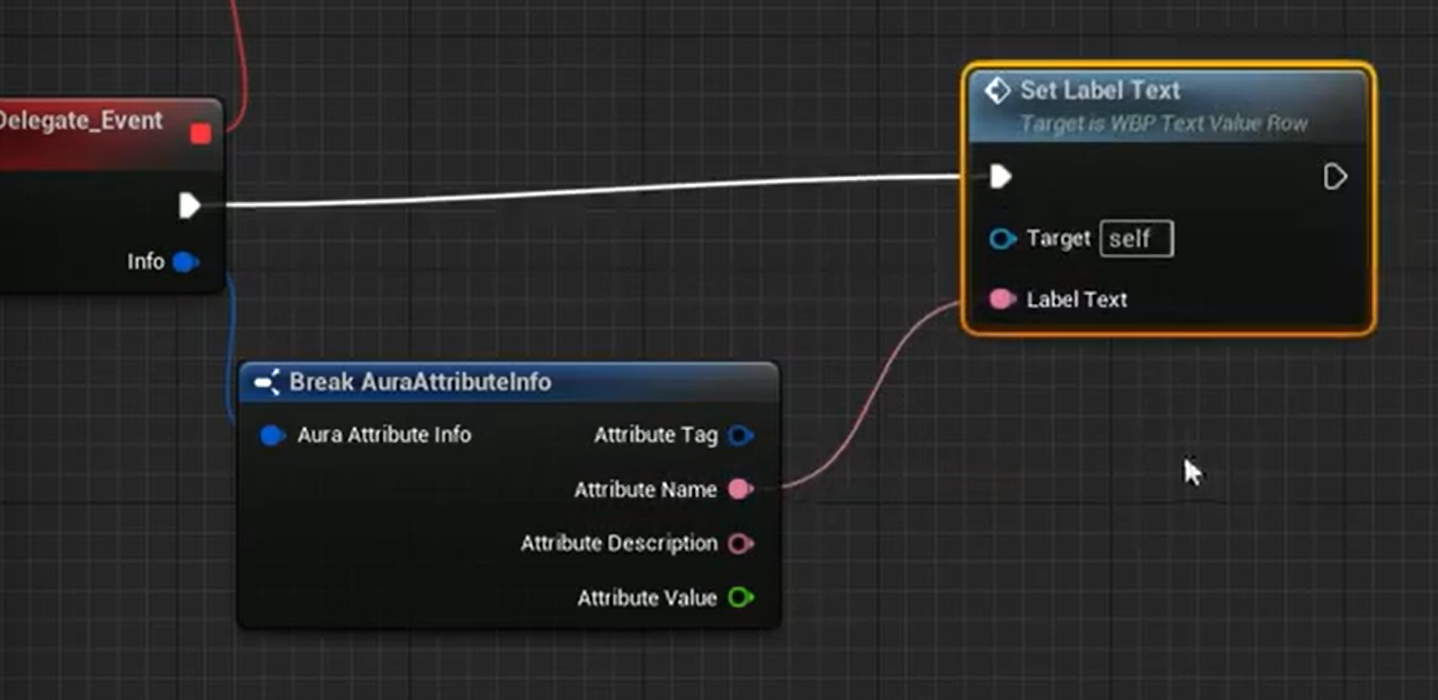 Delegate_Event
Info
Set Label Text
Target is WBP Text Value Row
Target self
Label Text
Break AuraAttributeInfo
Aura Attribute Info
Attribute Tag
Attribute Name
Attribute Description
Attribute Value